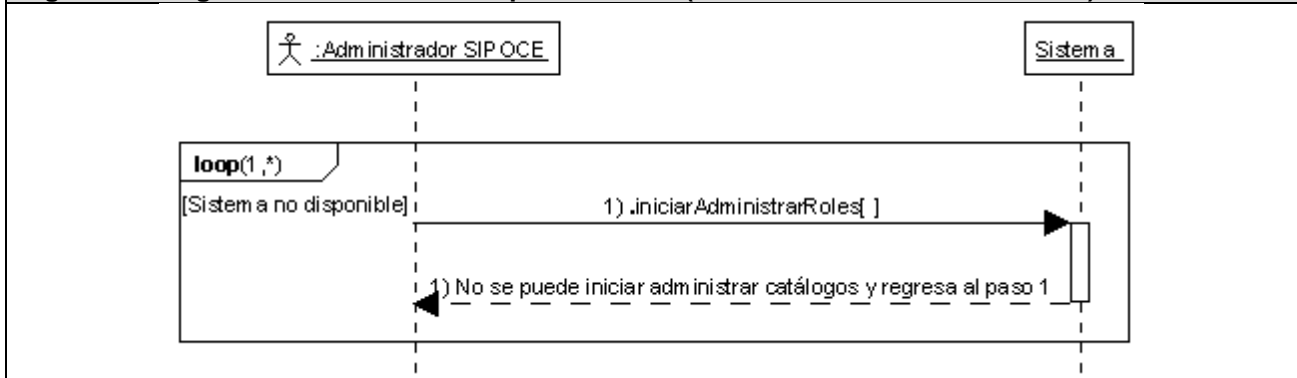 :Administrador SIPOCE
Sistema
loop(1,*)
[Sistema no disponible]
1) .iniciarAdministrarRoles[ ]
1) No se puede iniciar administrar catálogos y regresa al paso 1